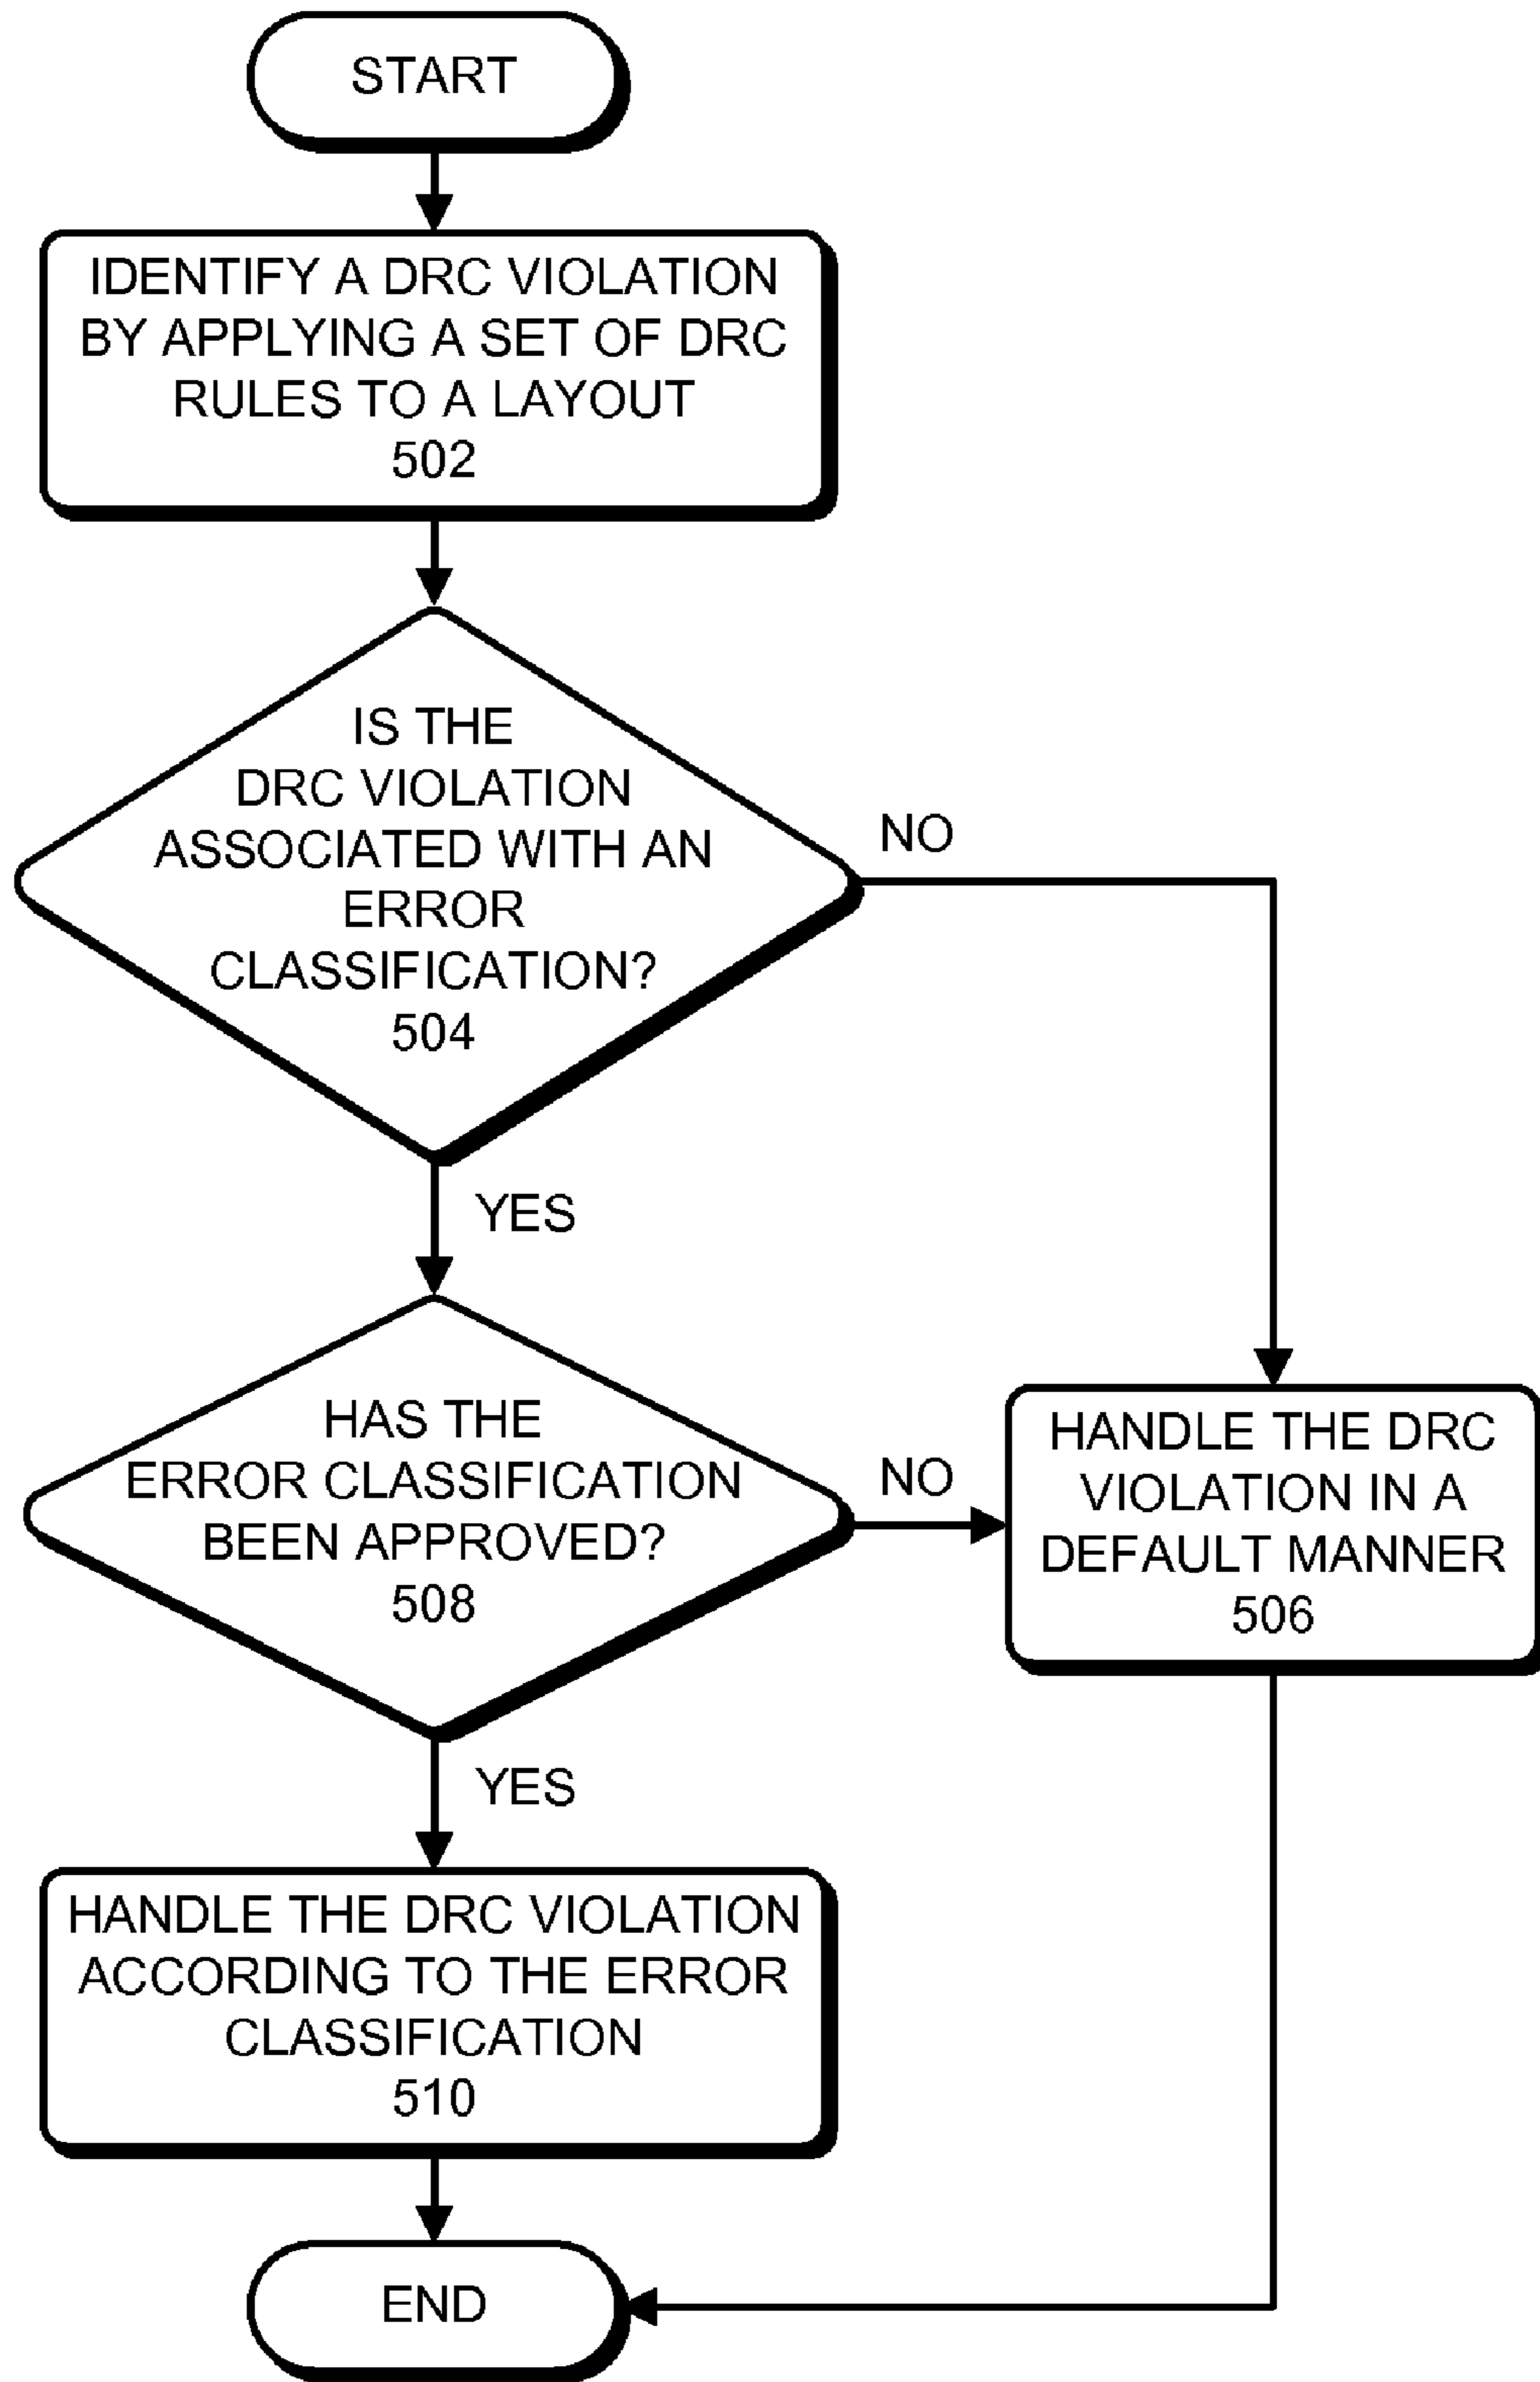 START
IDENTIFY A DRC VIOLATION
BY APPLYING A SET OF DRC
RULES TO A LAYOUT
502
IS THE
DRC VIOLATION
ASSOCIATED WITH AN
ERROR
CLASSIFICATION?
504
NO
YES
HAS THE
ERROR CLASSIFICATION
BEEN APPROVED?
508
NO
HANDLE THE DRC
VIOLATION IN A
DEFAULT MANNER
506
YES
HANDLE THE DRC VIOLATION
ACCORDING TO THE ERROR
CLASSIFICATION
510
END